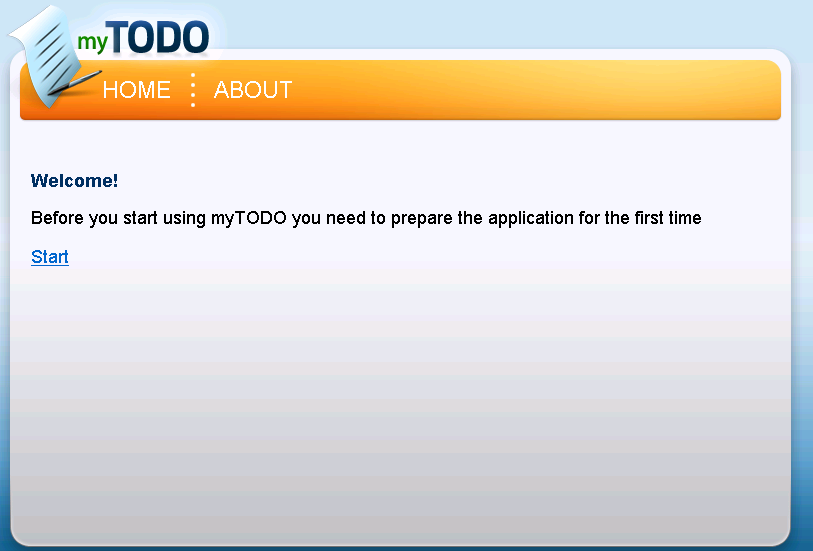 myTODO
HOME ABOUT
Welcome!
Before you start using myTODO you need to prepare the application for the first time
Start